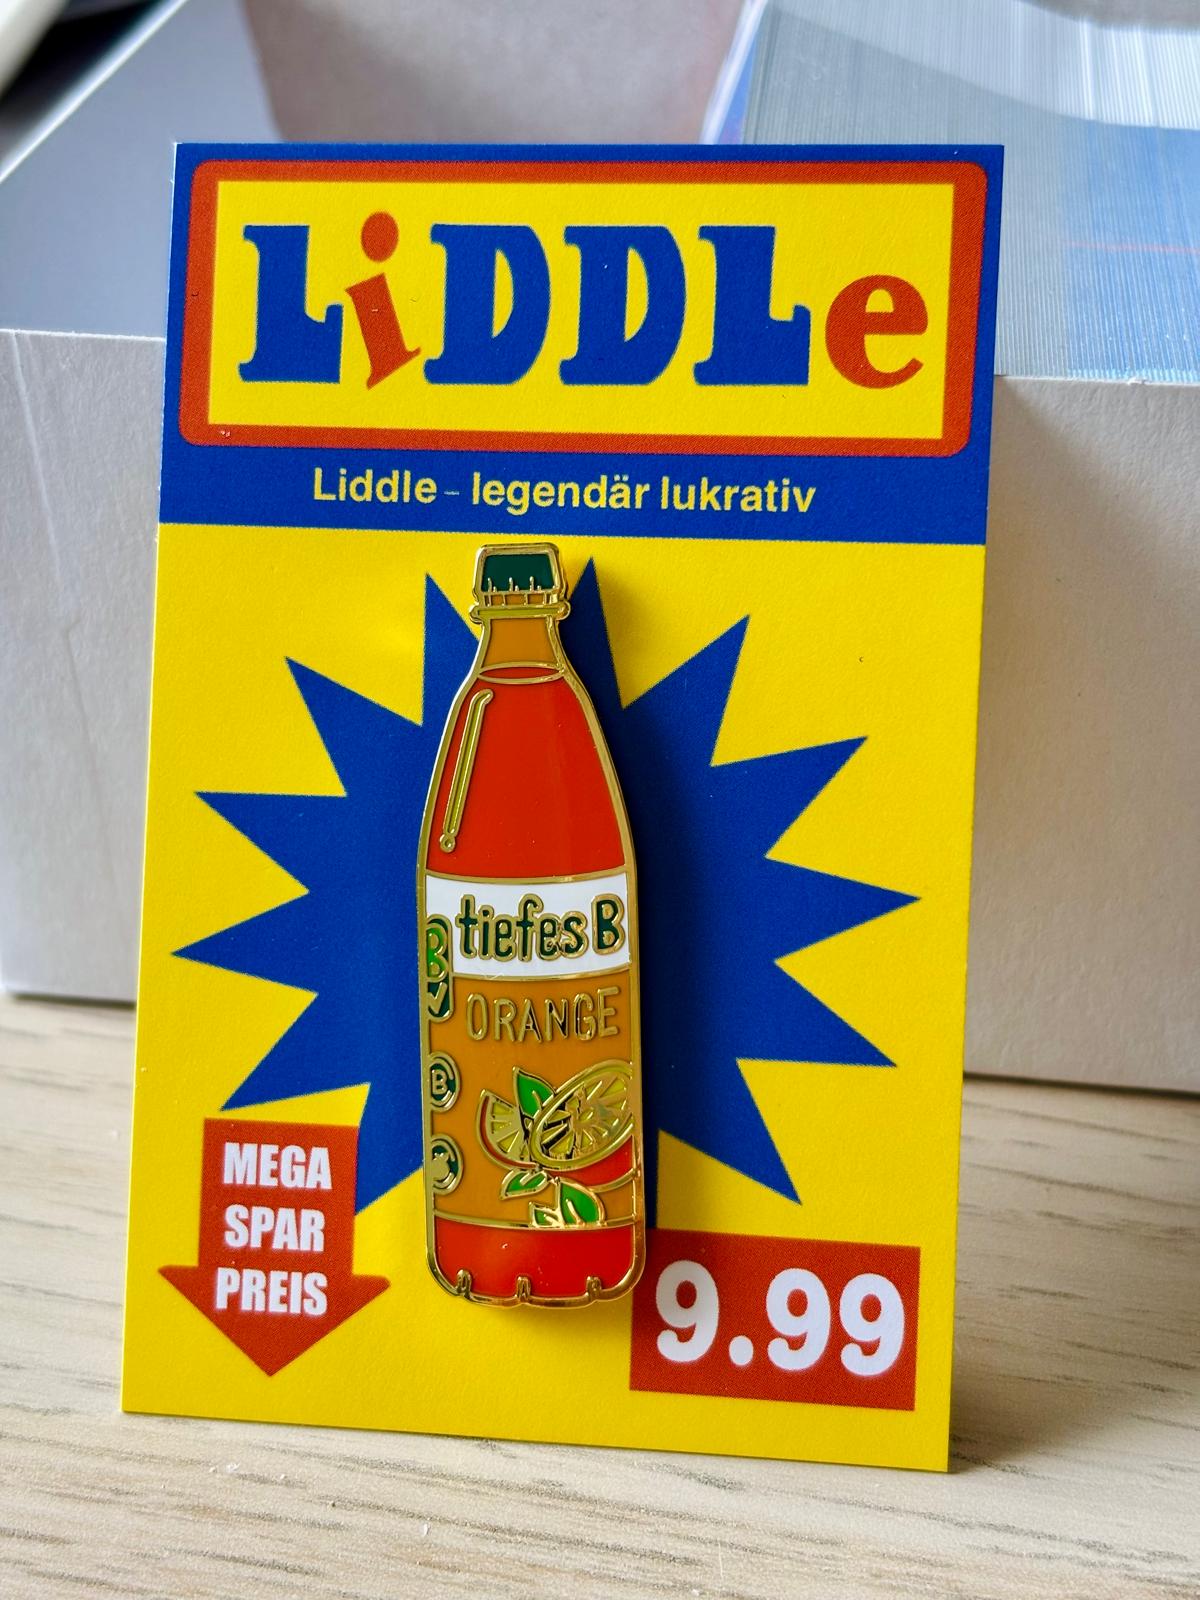 LiDDLe
Liddle - legendär lukrativ
tiefes B
B
ORANGE
B
MEGA
SPAR
PREIS
9.99